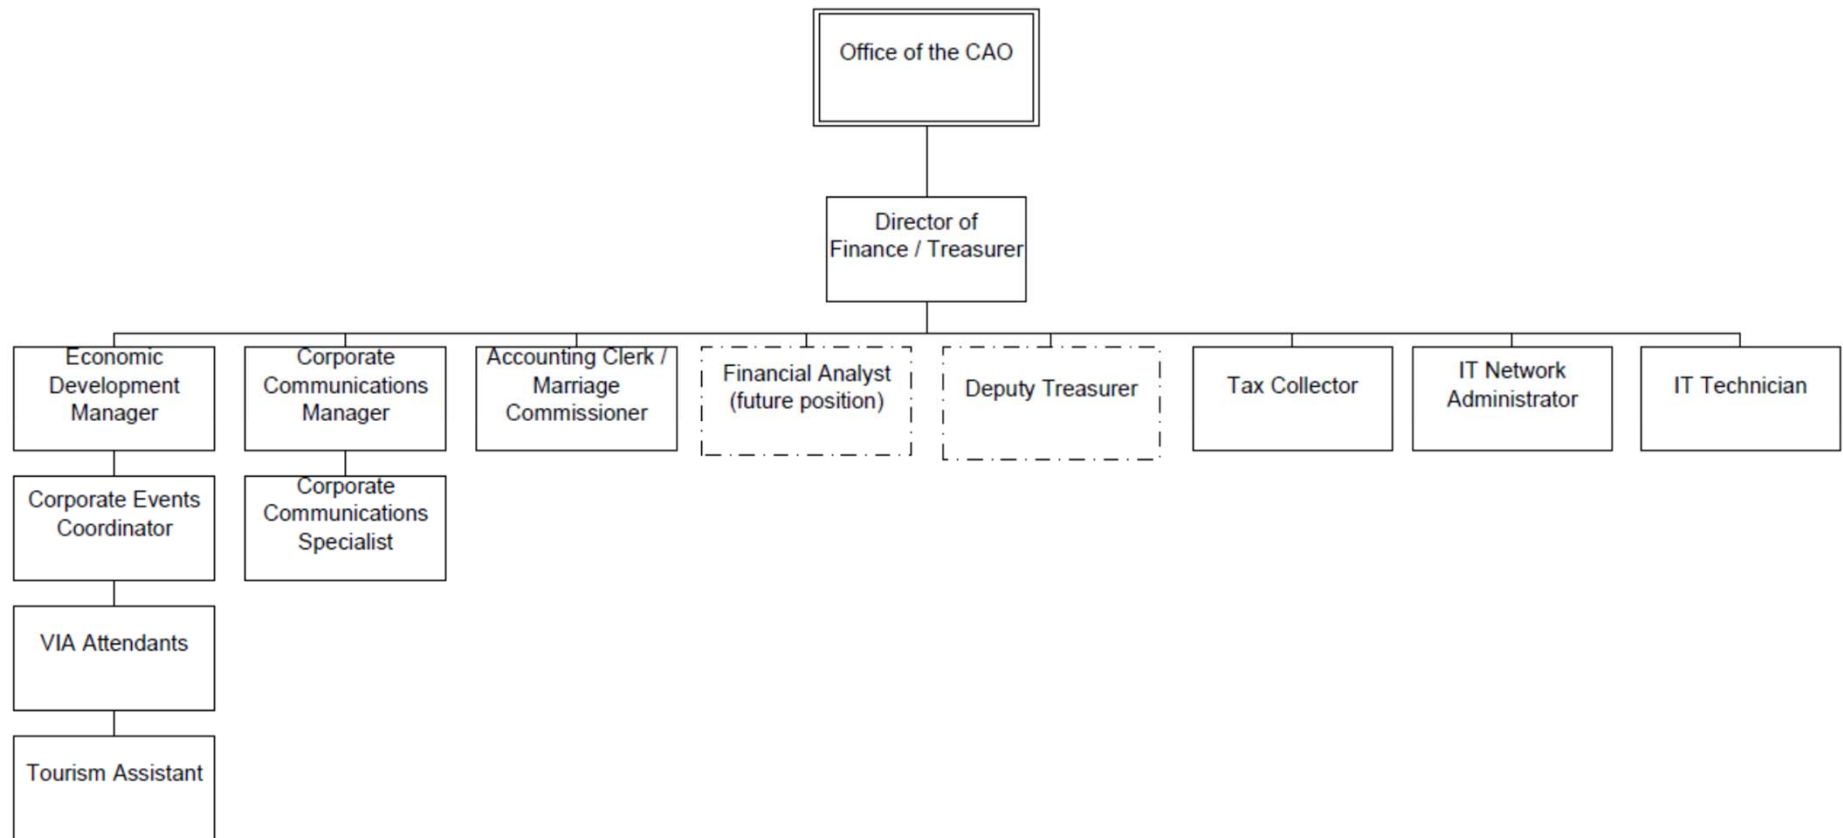 Office of the CAO
Director of
Finance / Treasurer
Economic
Development
Manager
Corporate
Communications
Manager
Accounting Clerk /
Marriage
Commissioner
Financial Analyst
(future position)
Deputy Treasurer
Tax Collector
IT Network
Administrator
IT Technician
Corporate Events
Coordinator
Corporate
Communications
Specialist
VIA Attendants
Tourism Assistant